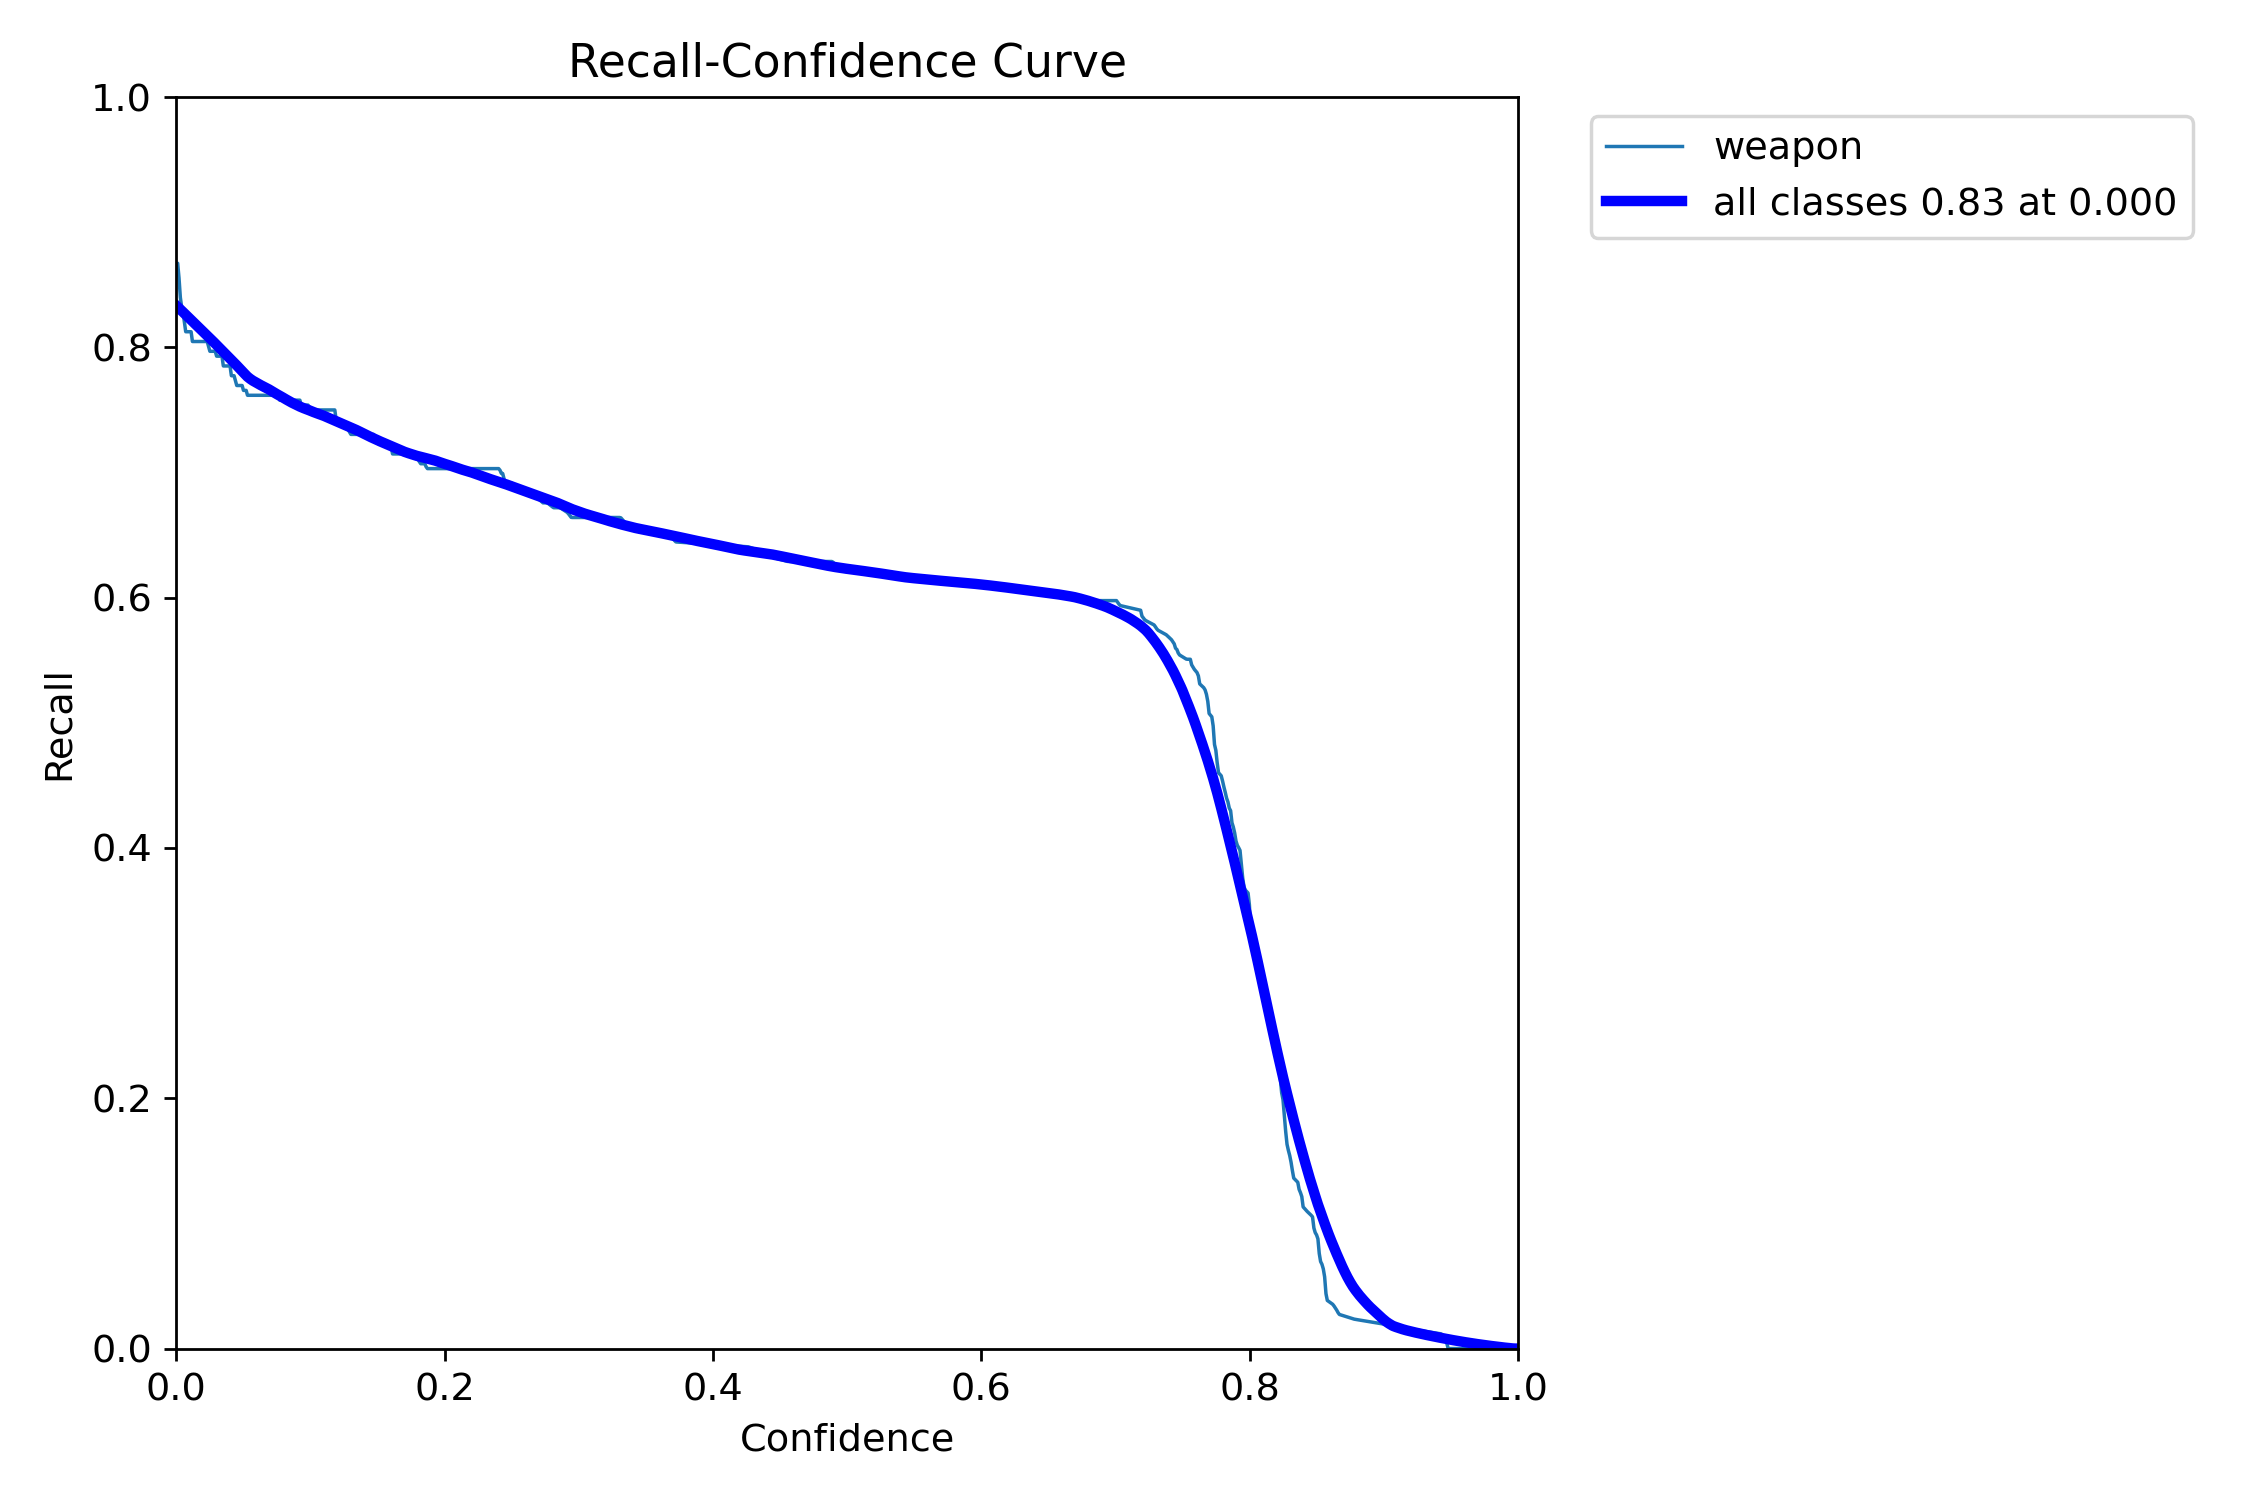 Recall-Confidence Curve
1.0
0.8
0.6
0.4
0.2
0.0
Recall
0.0 0.2 0.4 0.6 0.8 1.0
Confidence
weapon
all classes 0.83 at 0.000